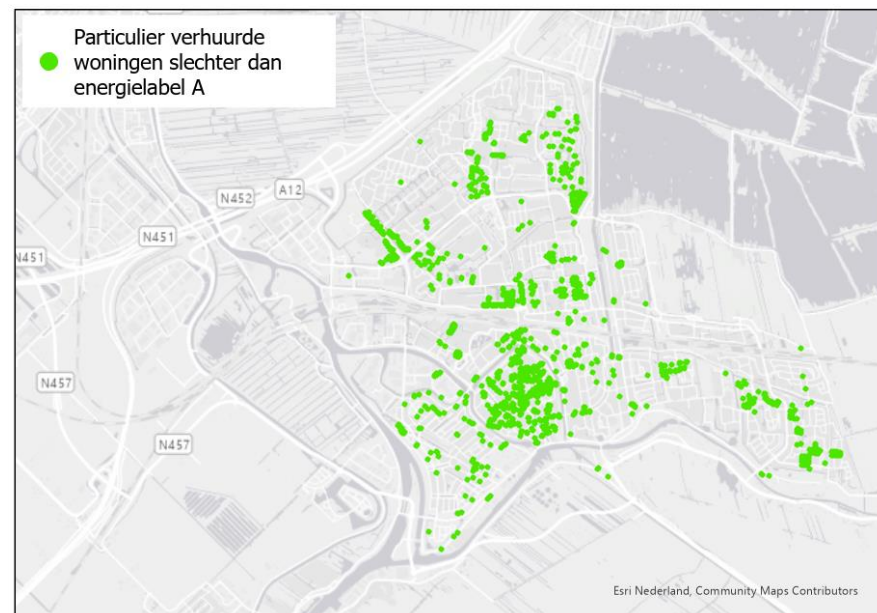 Particulier verhuurde
woningen slechter dan
energielabel A
N452
A12
N451
N451
N457
N457
Esri Nederland, Community Maps Contributors